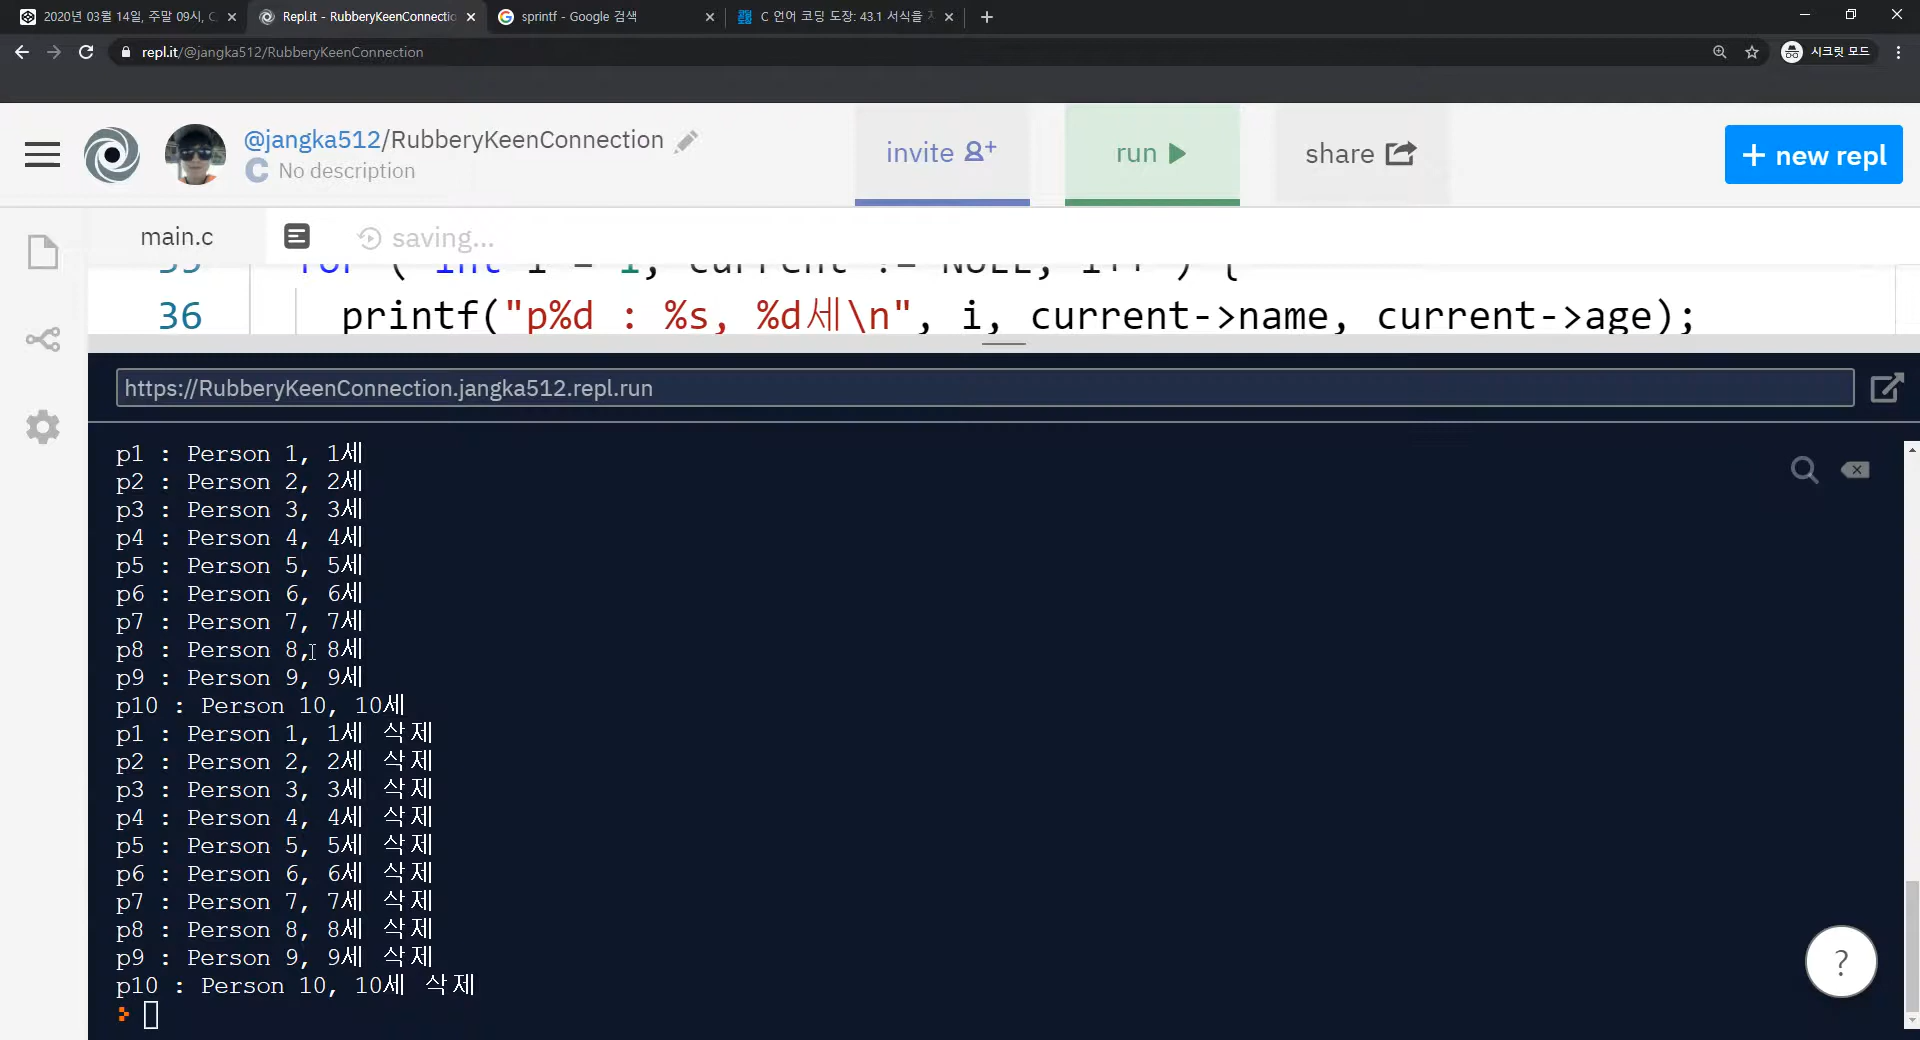 2020년 03월 14일, 주말 09시, C
Repl.it - RubberyKeenConnectio
sprintf - Google 검색
C 언어 코딩 도장: 43.1 서식을 지
repl.it/@jangka512/RubberyKeenConnection
시크릿 모드
@jangka512/RubberyKeenConnection
C No description
invite
run
share
+ new repl
main.c
saving...
35 for ( int i = 1; current != NULL; i++ ) {
36 printf("p%d : %s, %d세\n", i, current->name, current->age);
https://RubberyKeenConnection.jangka512.repl.run
p1 : Person 1, 1세
p2 : Person 2, 2세
p3 : Person 3, 3세
p4 : Person 4, 4세
p5 : Person 5, 5세
p6 : Person 6, 6세
p7 : Person 7, 7세
p8 : Person 8, 8세
p9 : Person 9, 9세
p10 : Person 10, 10세
p1 : Person 1, 1세 삭제
p2 : Person 2, 2세 삭제
p3 : Person 3, 3세 삭제
p4 : Person 4, 4세 삭제
p5 : Person 5, 5세 삭제
p6 : Person 6, 6세 삭제
p7 : Person 7, 7세 삭제
p8 : Person 8, 8세 삭제
p9 : Person 9, 9세 삭제
p10 : Person 10, 10세 삭제
?